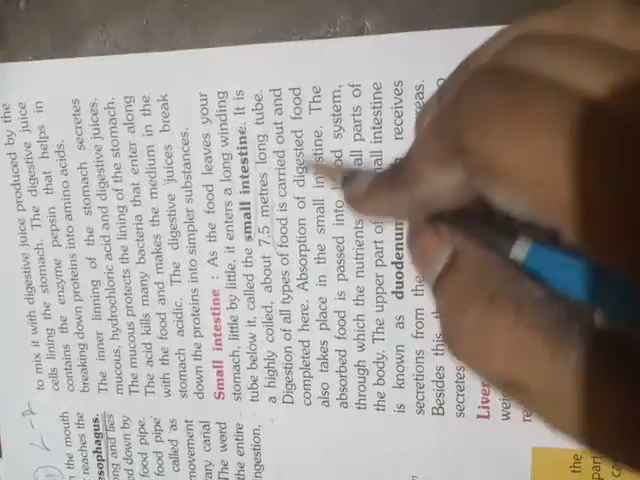 to mix it with digestive juice produced by the
cells lining the stomach. The digestive juice
contains the enzyme pepsin that helps in
breaking down proteins into amino acids.
The inner linning of the stomach secretes
mucous, hydrochloric acid and digestive juices.
The mucous protects the lining of the stomach.
The acid kills many bacteria that enter along
with the food and makes the medium in the
stomach acidic. The digestive juices break
down the proteins into simpler substances.
Small intestine : As the food leaves your
stomach, little by little, it enters a long winding
tube below it, called the small intestine. It is
a highly coiled, about 7.5 metres long tube.
Digestion of all types of food is carried out and
completed here. Absorption of digested food
also takes place in the small intestine. The
absorbed food is passed into system,
through which the nutrients all parts of
the body. The upper part of intestine
is known as duodenum receives
secretions from the
Besides this
secretes
Liver
the mouth
reaches the
esophagus.
ong and lies
ed down by
food pipe.
food pipe
called as
movement
ary canal
The word
the entire
ingestion,
the
part